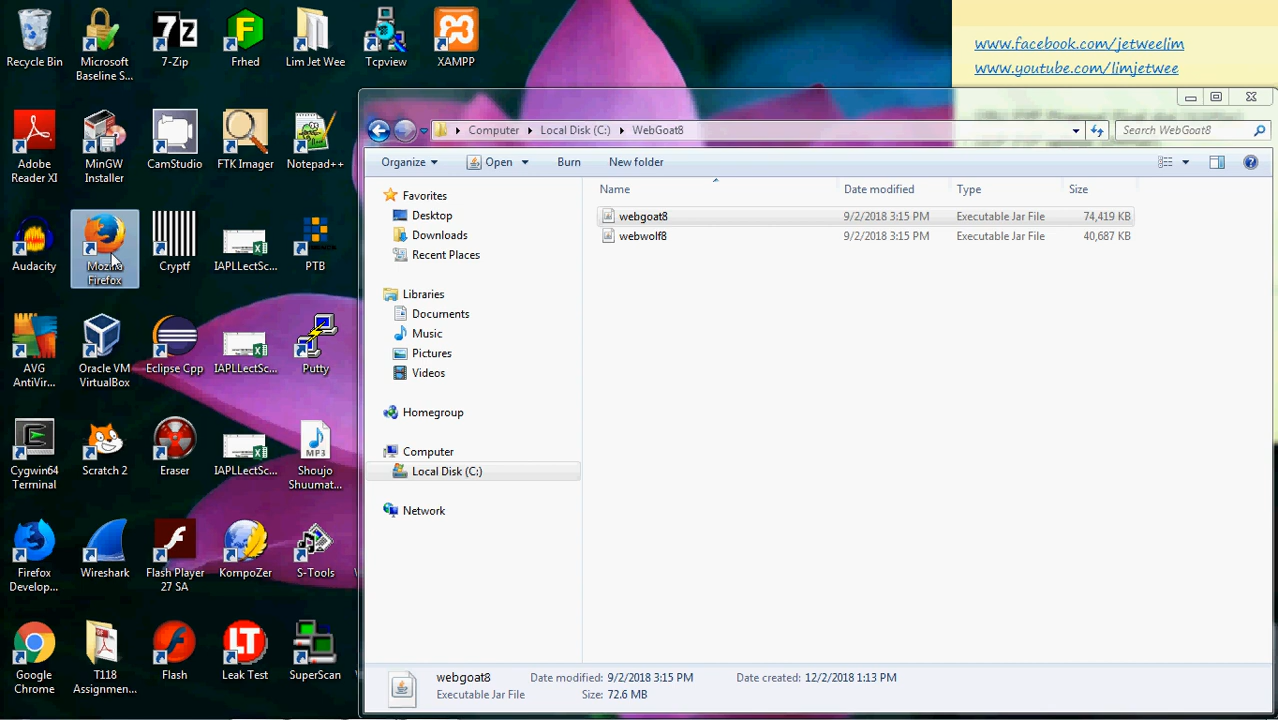 Recycle Bin
Microsoft
Baseline S...
7-Zip
Frhed
Lim Jet Wee
Tcpview
XAMPP
www.facebook.com/jetweelim
www.youtube.com/limjetwee
Adobe
Reader XI
MinGW
Installer
CamStudio
FTK Imager
Notepad++
Audacity
Mozilla
Firefox
Cryptf
IAPLLectSc...
PTB
AVG
AntiVir...
Oracle VM
VirtualBox
Eclipse Cpp
IAPLLectSc...
Putty
Cygwin64
Terminal
Scratch 2
Eraser
IAPLLectSc...
MP3
Shoujo
Shuumat...
Firefox
Develop...
Wireshark
Flash Player
27 SA
KompoZer
S-Tools
Google
Chrome
T118
Assignmen...
Flash
LT
Leak Test
SuperScan
Computer
Local Disk (C:)
WebGoat8
Search WebGoat8
Organize
Open
Burn
New folder
Favorites
Desktop
Downloads
Recent Places
Libraries
Documents
Music
Pictures
Videos
Homegroup
Computer
Local Disk (C:)
Network
Name Date modified Type Size
webgoat8 9/2/2018 3:15 PM Executable Jar File 74,419 KB
webwolf8 9/2/2018 3:15 PM Executable Jar File 40,687 KB
webgoat8 Date modified: 9/2/2018 3:15 PM Date created: 12/2/2018 1:13 PM
Executable Jar File Size: 72.6 MB